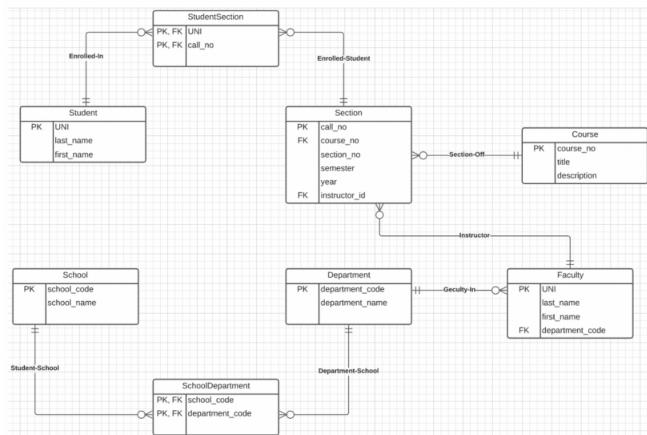 StudentSection
PK, FK UNI
PK, FK call_no
Enrolled-In
Enrolled-Student
Student
PK UNI
last_name
first_name
Section
PK call_no
FK course_no
section_no
semester
year
FK instructor_id
Section-Off
Course
PK course_no
title
description
Instructor
School
PK school_code
school_name
Department
PK department_code
department_name
Geculty-In
Faculty
PK UNI
last_name
first_name
FK department_code
Student-School
Department-School
SchoolDepartment
PK, FK school_code
PK, FK department_code